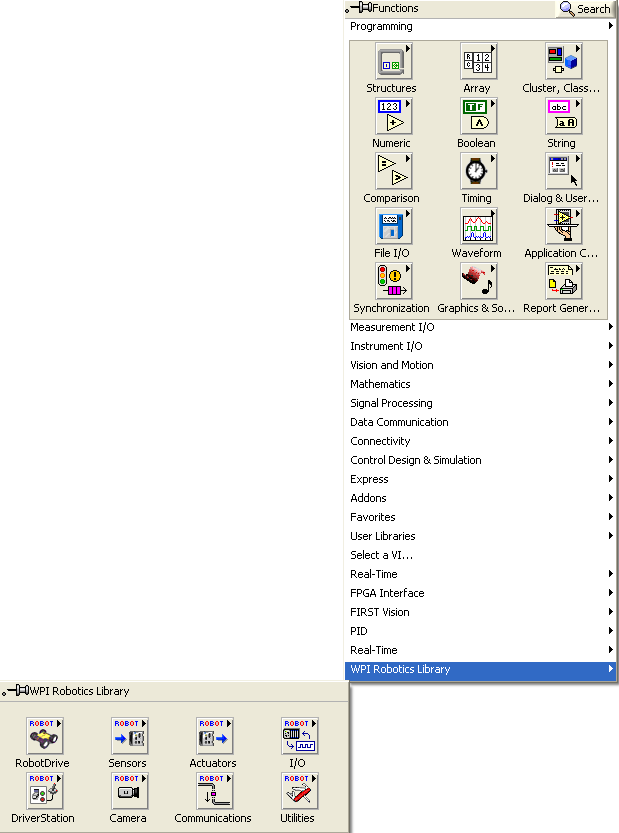 Functions
Search
Programming
Structures
Array
Cluster, Class...
Numeric
Boolean
String
Comparison
Timing
Dialog & User...
File I/O
Waveform
Application C...
Synchronization
Graphics & So...
Report Gener...
Measurement I/O
Instrument I/O
Vision and Motion
Mathematics
Signal Processing
Data Communication
Connectivity
Control Design & Simulation
Express
Addons
Favorites
User Libraries
Select a VI...
Real-Time
FPGA Interface
FIRST Vision
PID
Real-Time
WPI Robotics Library
WPI Robotics Library
ROBOT
ROBOT
ROBOT
ROBOT
RobotDrive
Sensors
Actuators
I/O
ROBOT
ROBOT
ROBOT
ROBOT
DriverStation
Camera
Communications
Utilities